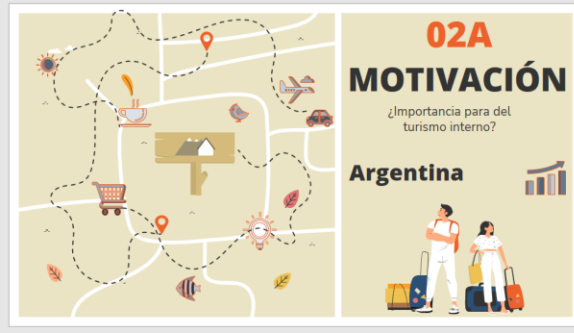 02A
MOTIVACIÓN
¿Importancia para del
turismo interno?
Argentina